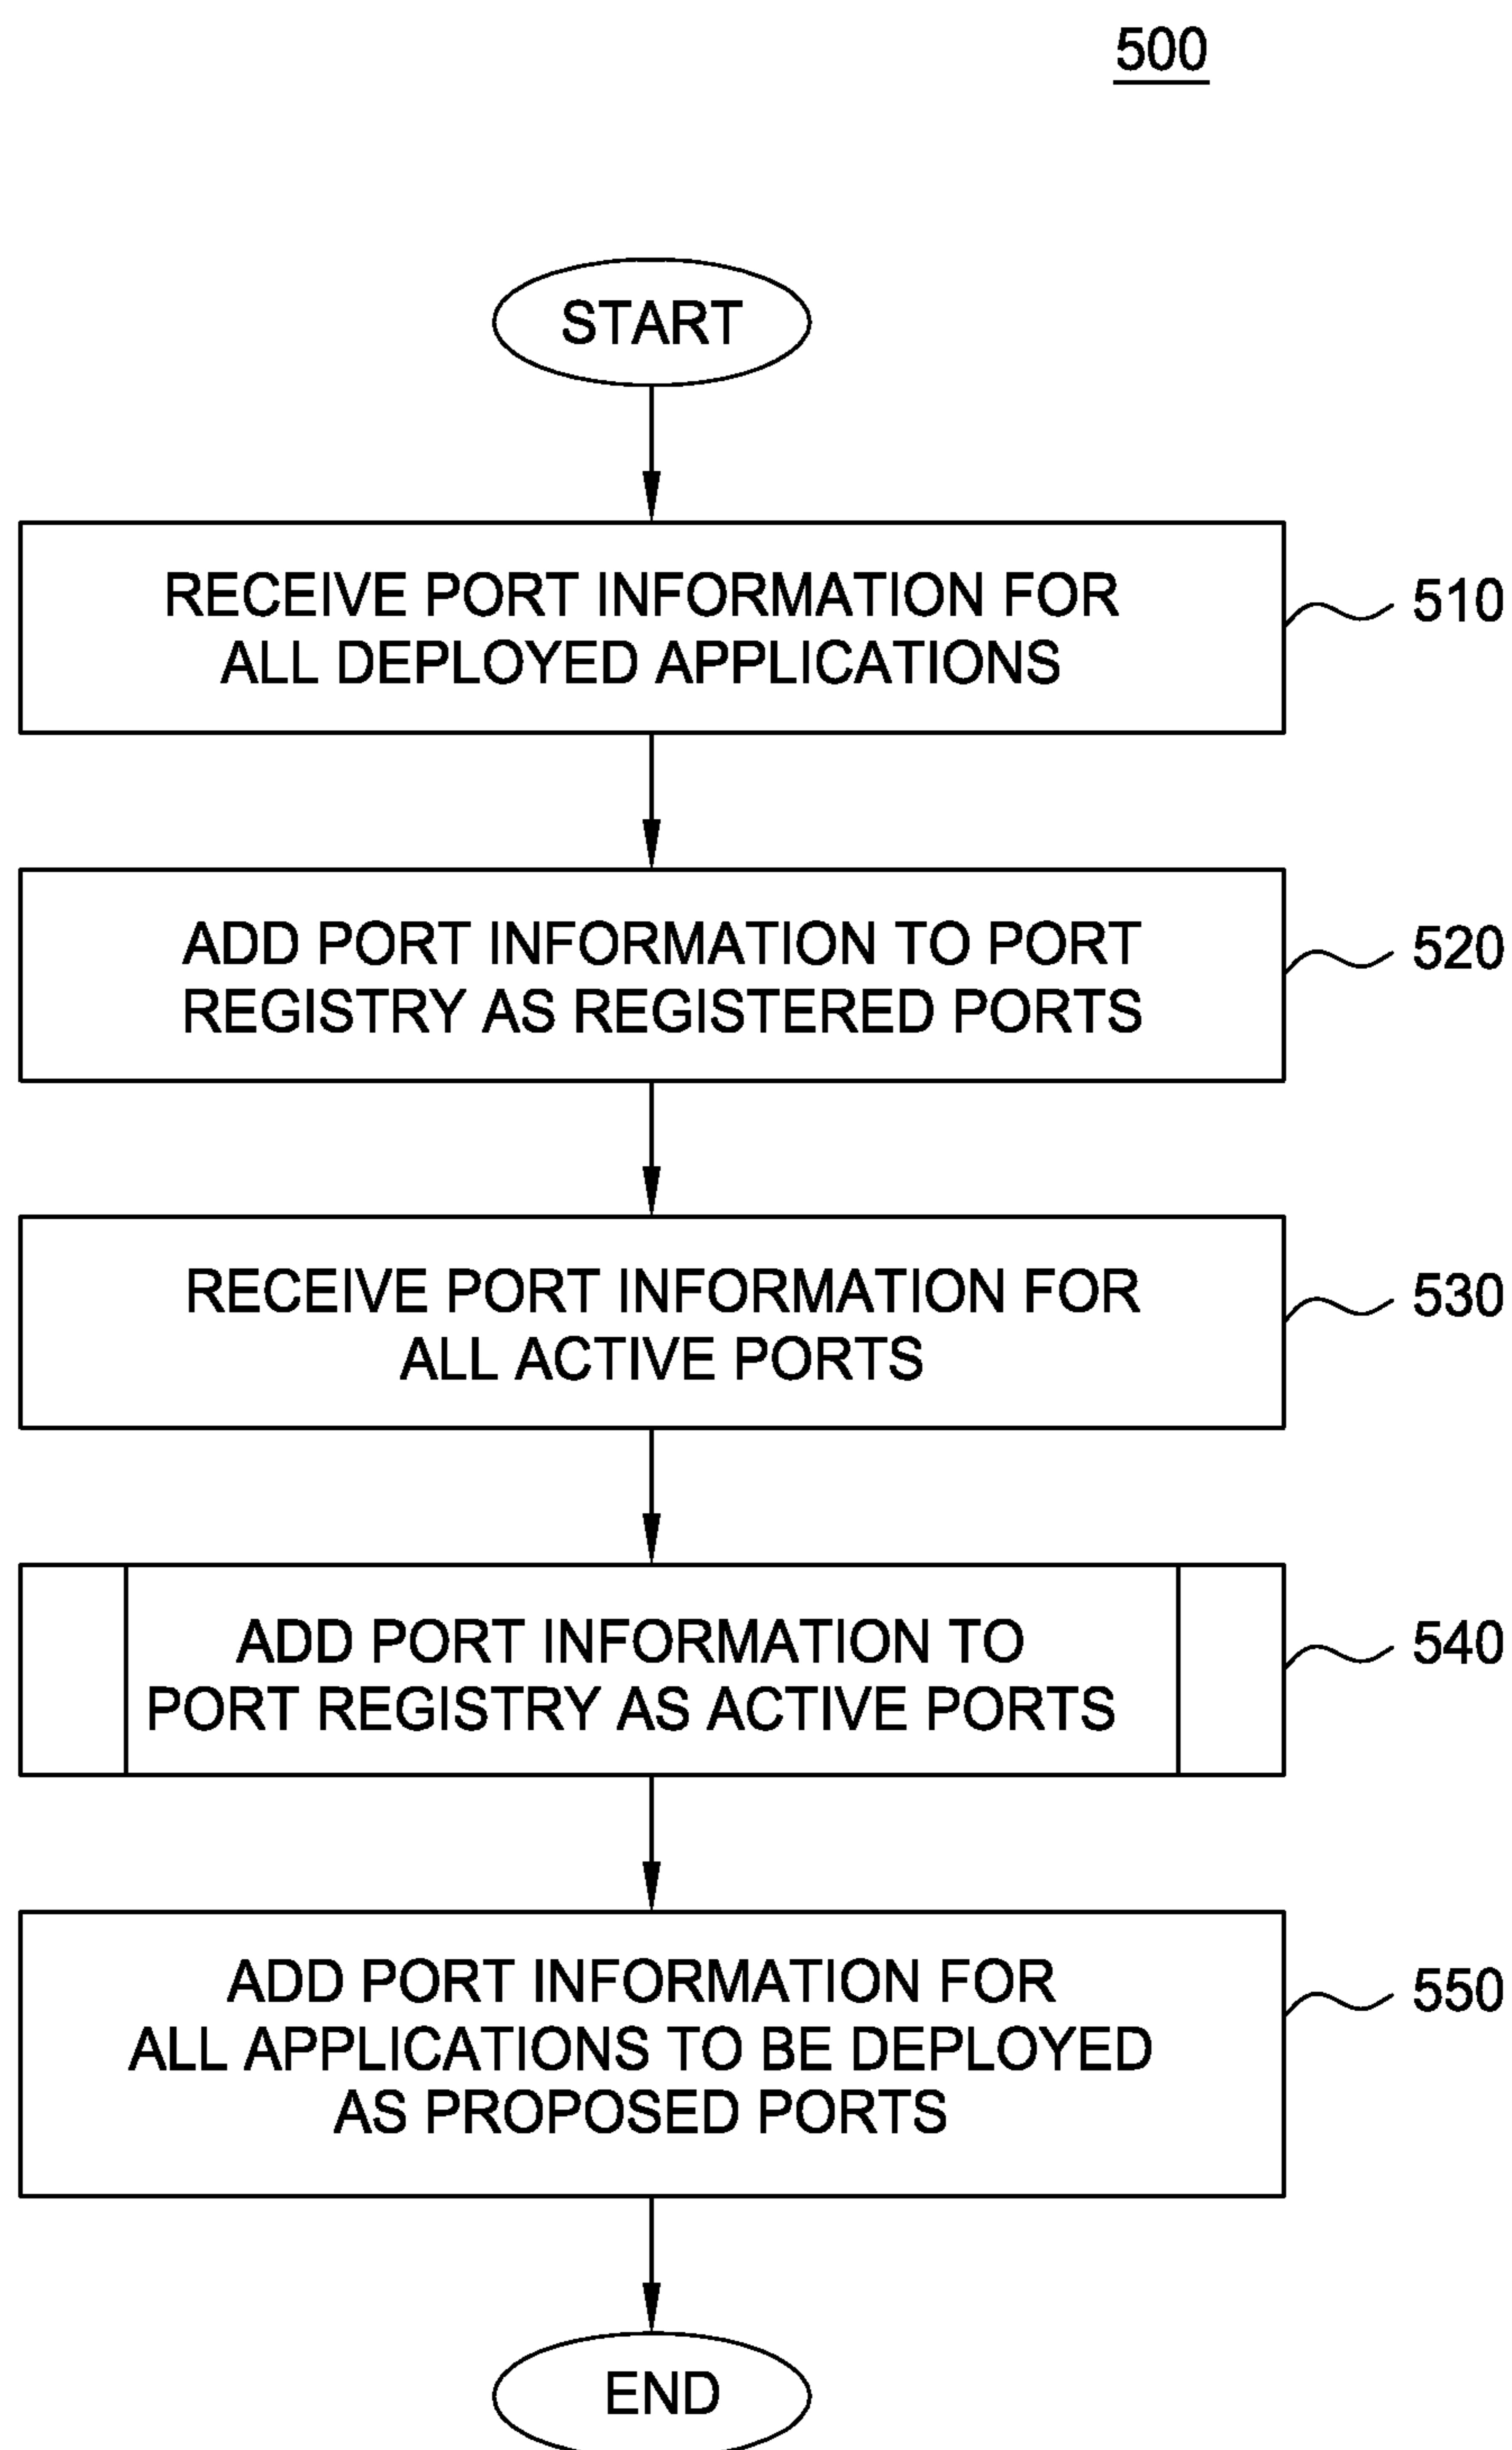 500
START
RECEIVE PORT INFORMATION FOR
ALL DEPLOYED APPLICATIONS
510
ADD PORT INFORMATION TO PORT
REGISTRY AS REGISTERED PORTS
520
RECEIVE PORT INFORMATION FOR
ALL ACTIVE PORTS
530
ADD PORT INFORMATION TO
PORT REGISTRY AS ACTIVE PORTS
540
ADD PORT INFORMATION FOR
ALL APPLICATIONS TO BE DEPLOYED
AS PROPOSED PORTS
550
END